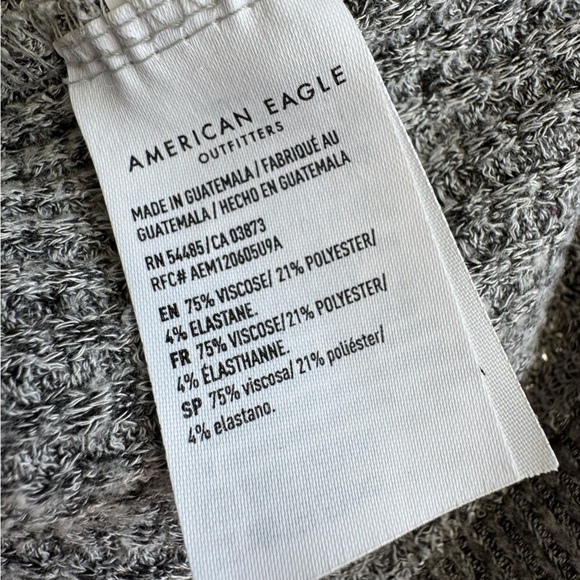 AMERICAN EAGLE
OUTFITTERS
MADE IN GUATEMALA / FABRIQUÉ AU
GUATEMALA / HECHO EN GUATEMALA
RN 54485 / CA 03873
RFC# AEM120605U9A
EN 75% VISCOSE/ 21% POLYESTER/
4% ELASTANE.
FR 75% VISCOSE/21% POLYESTER/
4% ÉLASTHANNE.
SP 75% viscosa/ 21% poliéster/
4% elastano.